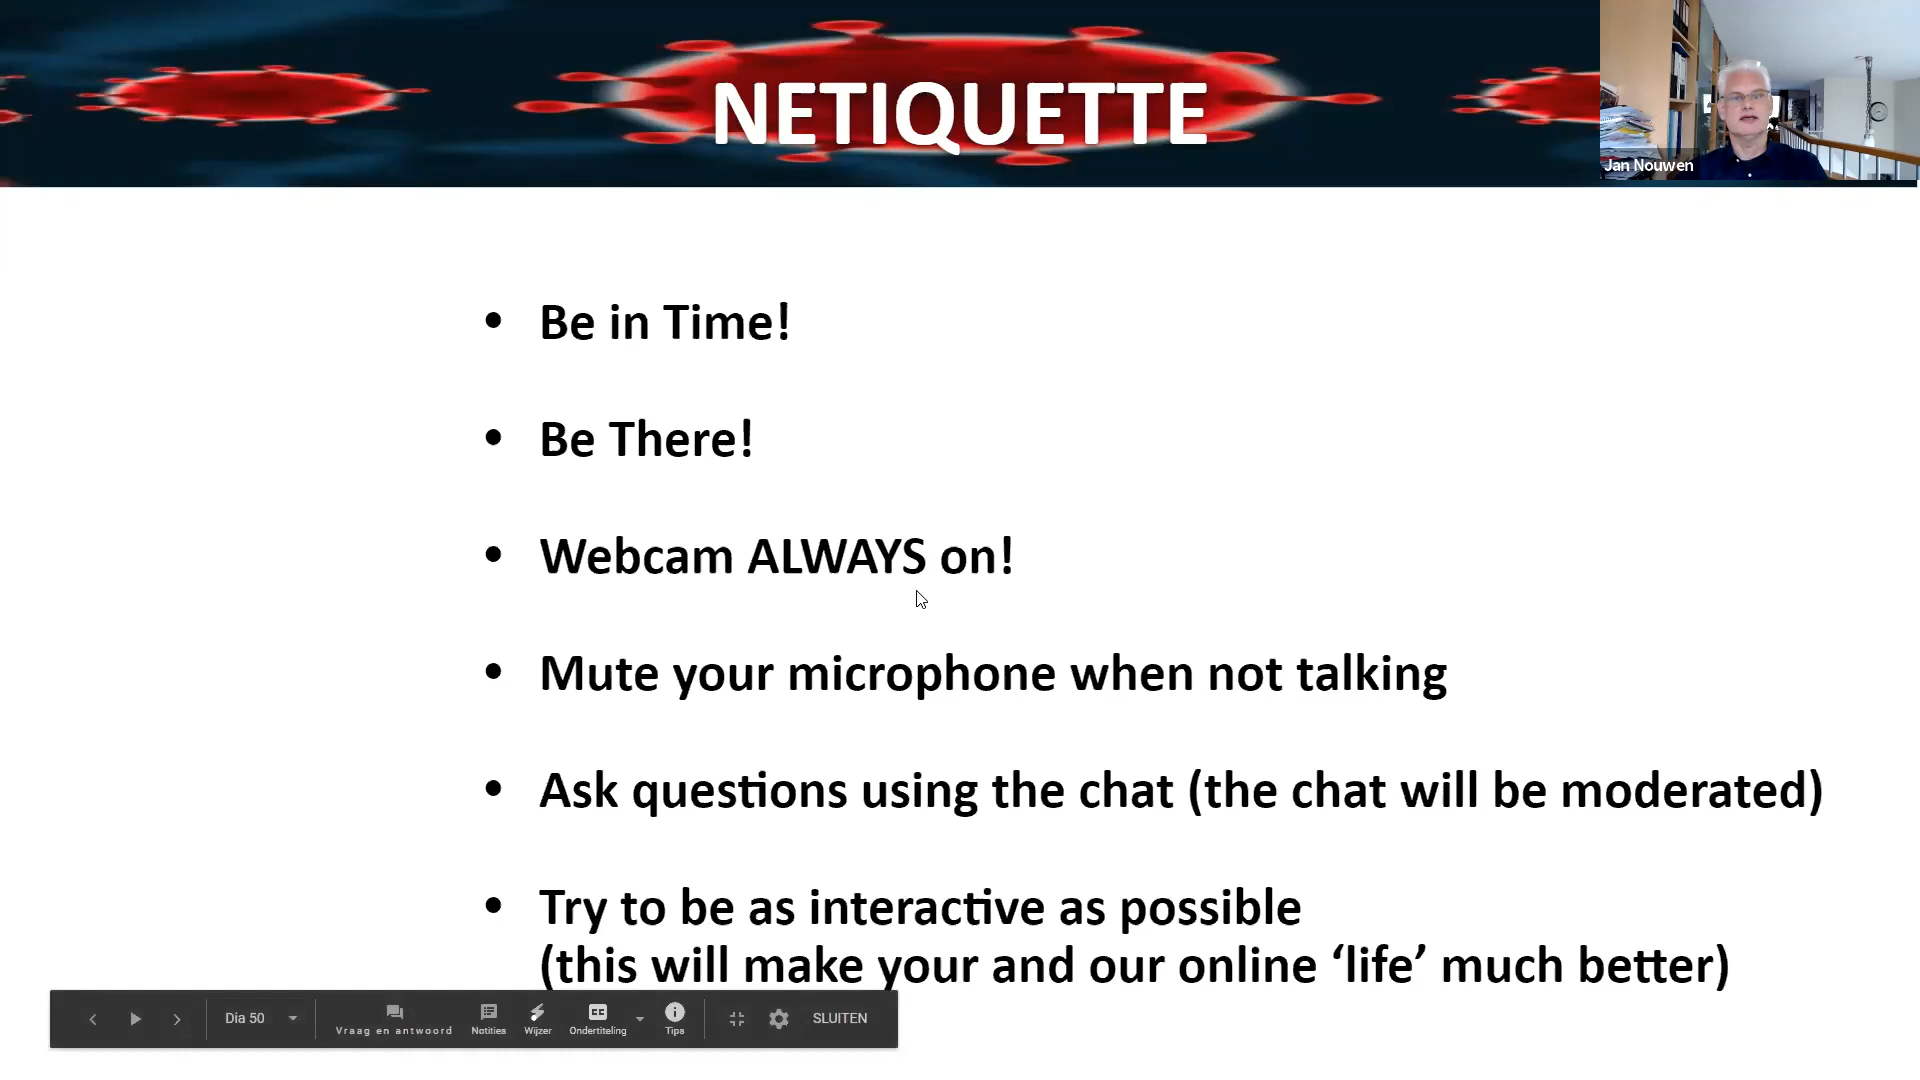 NETIQUETTE
Jan Nouwen
• Be in Time!
• Be There!
• Webcam ALWAYS on!
• Mute your microphone when not talking
• Ask questions using the chat (the chat will be moderated)
• Try to be as interactive as possible
(this will make your and our online ‘life’ much better)
Dia 50
Vraag en antwoord
Notities
Wijzer
Ondertiteling
Tips
SLUITEN